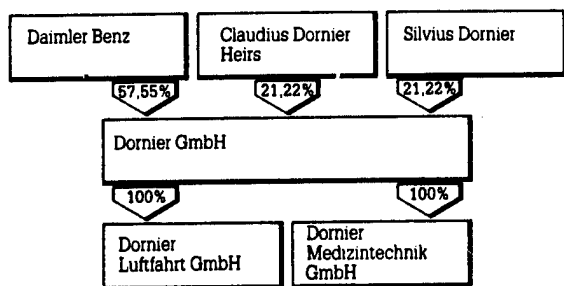 Daimler Benz
Claudius Dornier
Heirs
Silvius Dornier
57,55%
21,22%
21,22%
Dornier GmbH
100%
100%
Dornier
Luftfahrt GmbH
Dornier
Medizintechnik
GmbH